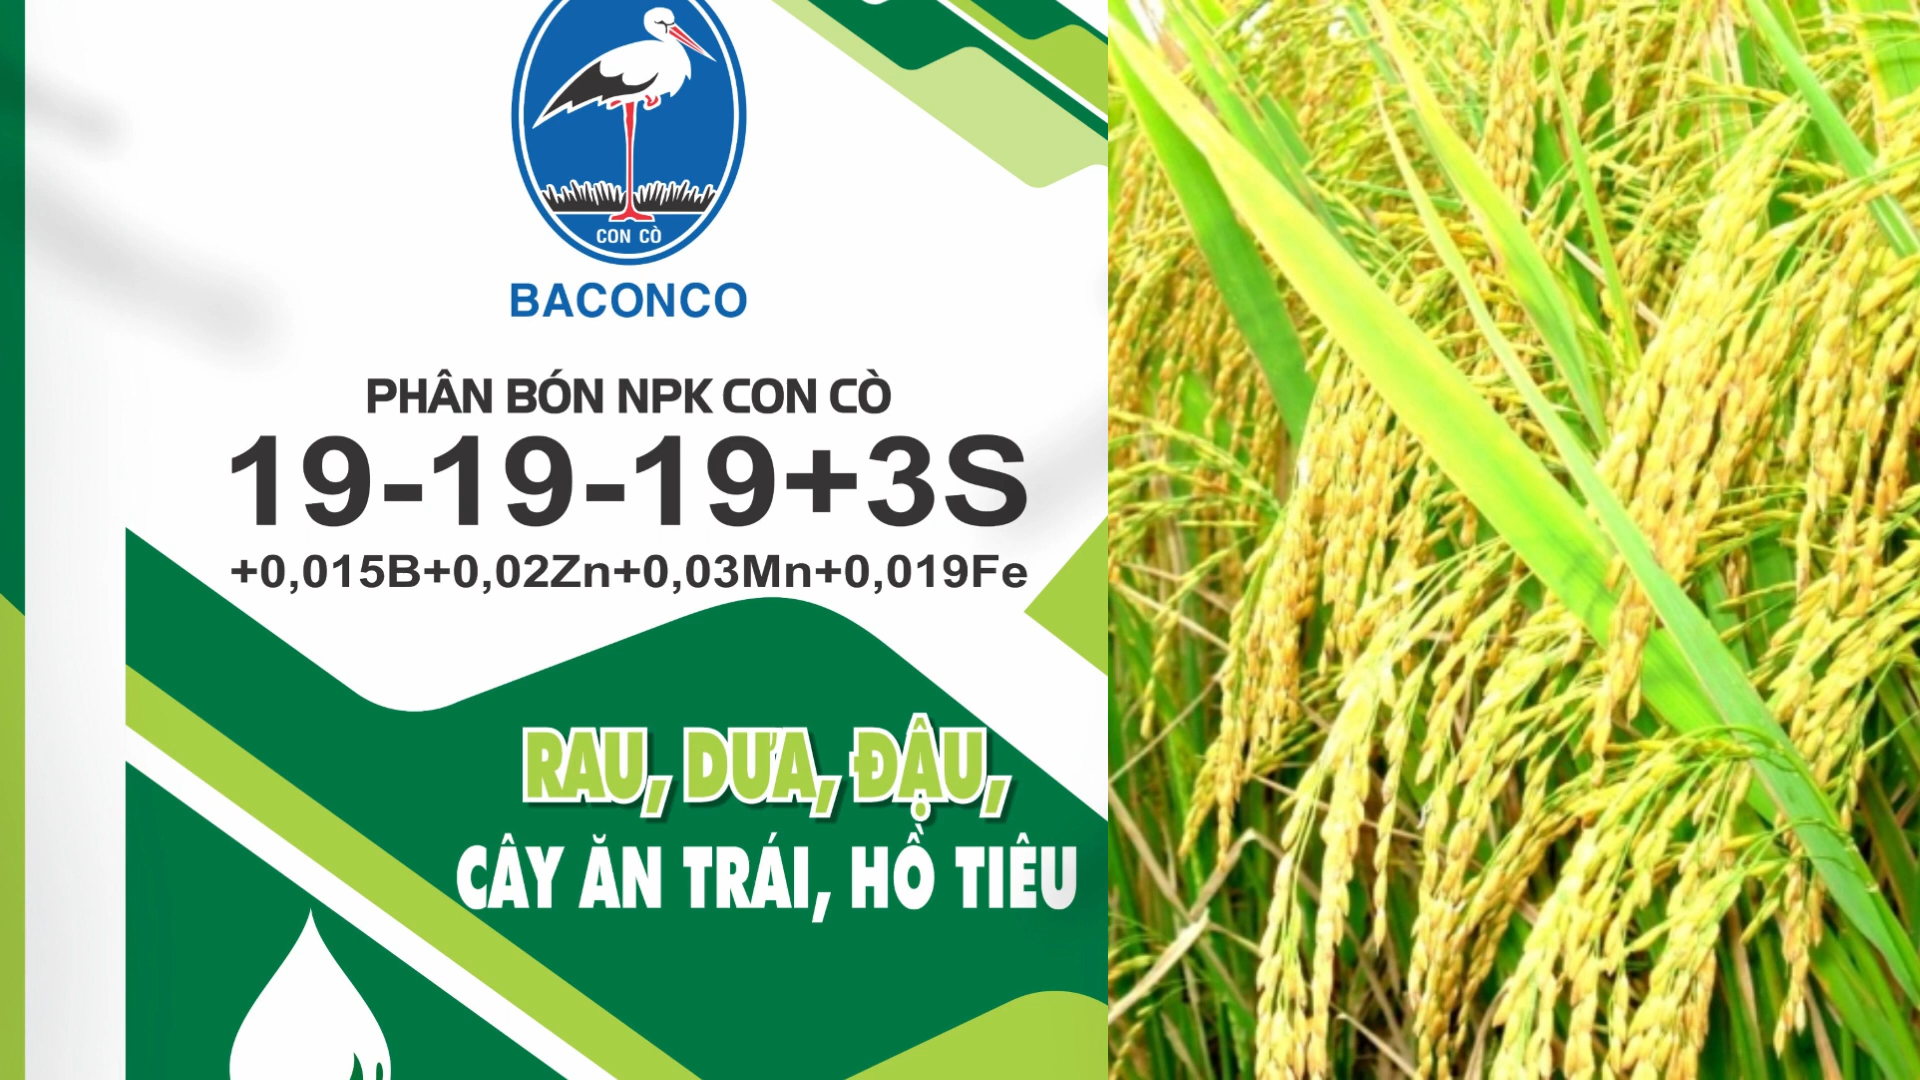 CON CÒ
BACONCO
PHÂN BÓN NPK CON CÒ
19-19-19+3S
+0,015B+0,02Zn+0,03Mn+0,019Fe
RAU, DƯA, ĐẬU,
CÂY ĂN TRÁI, HỒ TIÊU